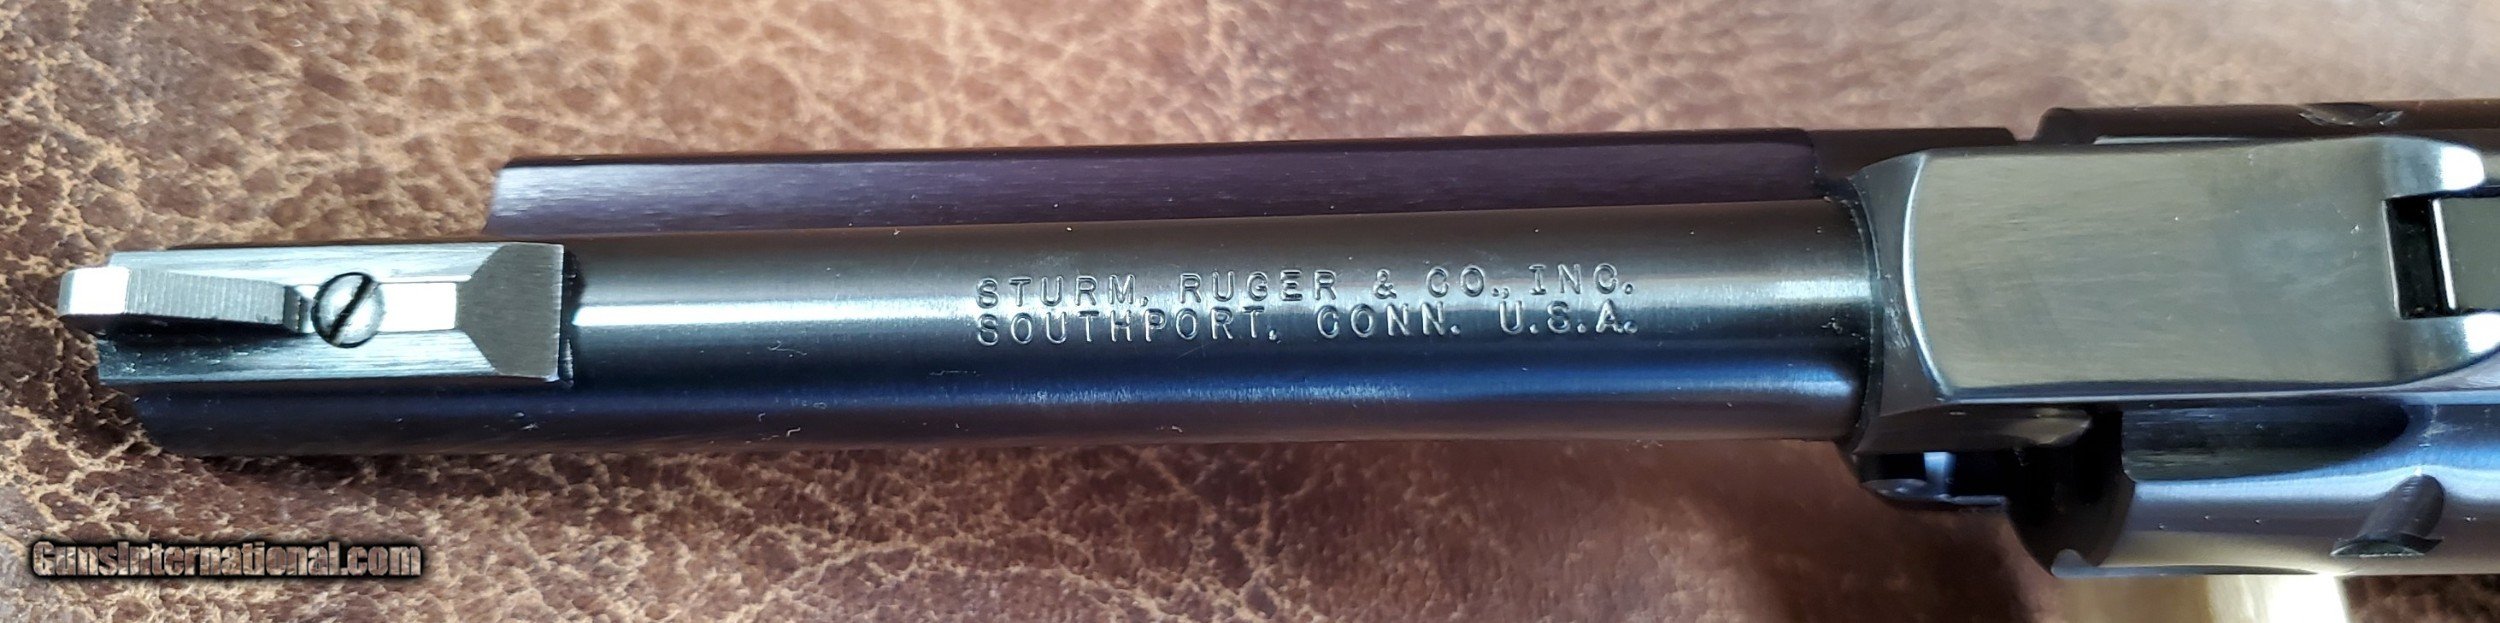 STURM, RUGER & CO., INC.
SOUTHPORT, CONN. U.S.A.
GunsInternational.com